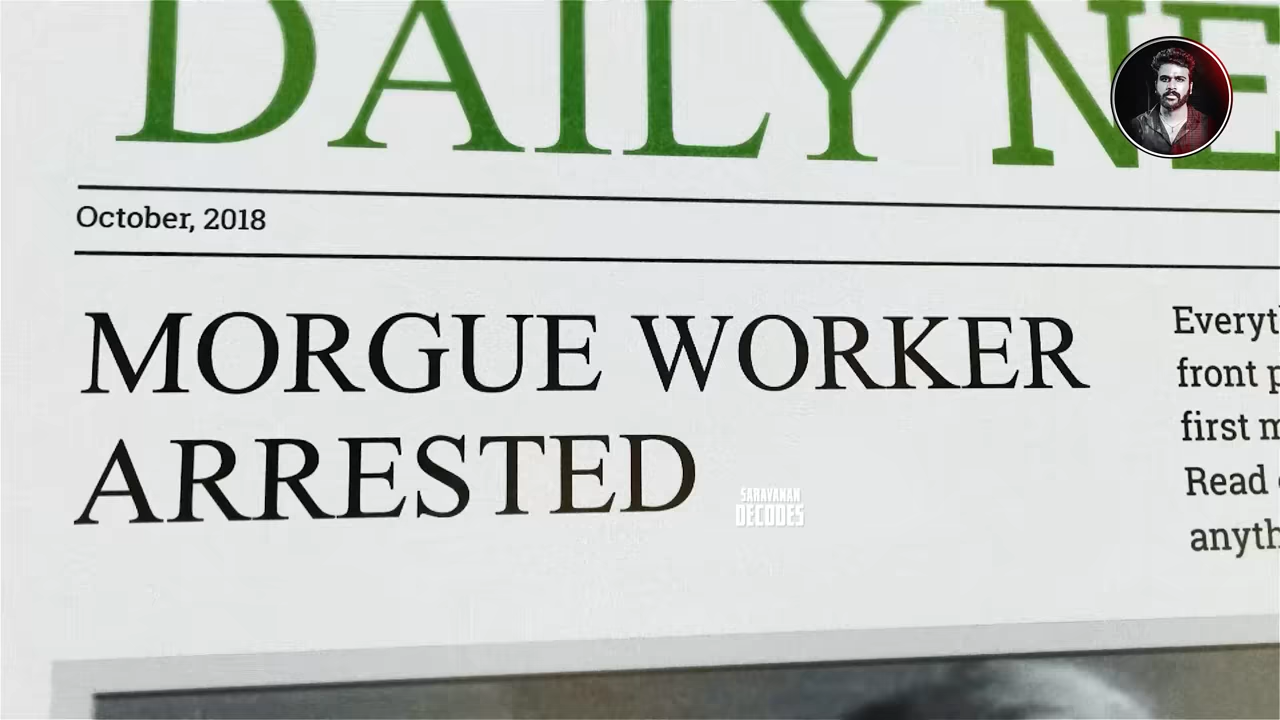 DAILY NE
October, 2018
MORGUE WORKER
ARRESTED
Everyt
front p
first m
Read
anyth
SARAVANAN
DECODES